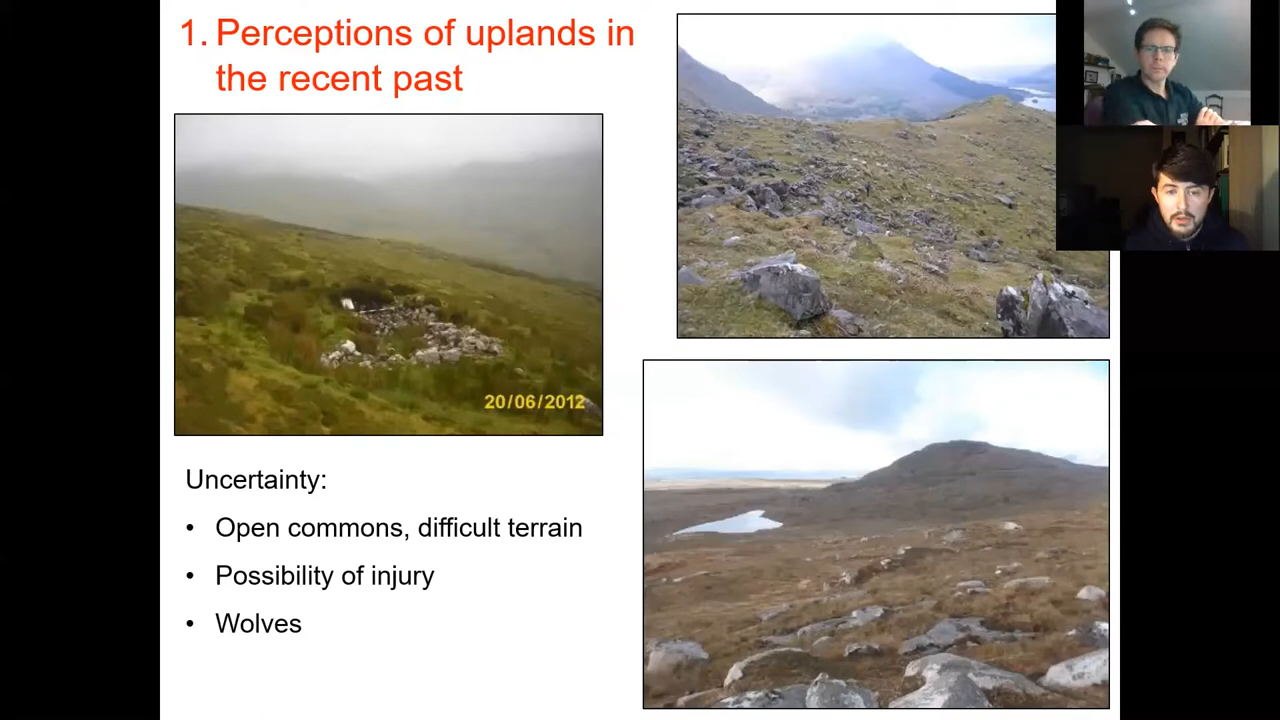 1. Perceptions of uplands in
the recent past
20/06/2012
Uncertainty:
• Open commons, difficult terrain
• Possibility of injury
• Wolves